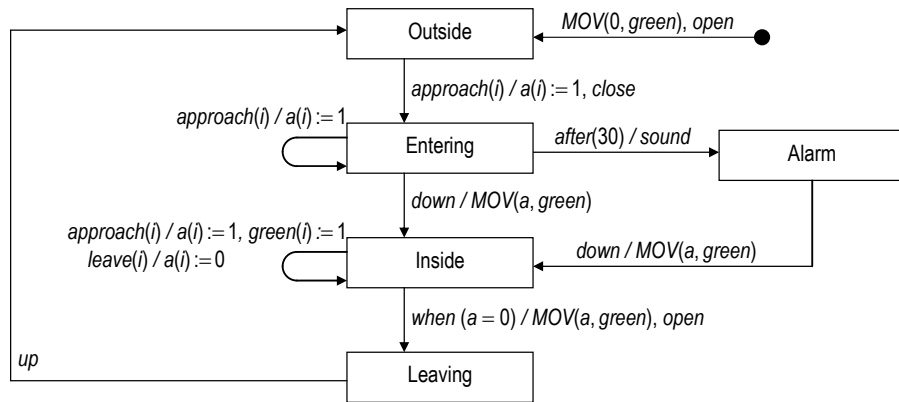 MOV(0, green), open
Outside
approach(i) / a(i) := 1, close
approach(i) / a(i) := 1
Entering
after(30) / sound
Alarm
down / MOV(a, green)
approach(i) / a(i) := 1, green(i) := 1
leave(i) / a(i) := 0
Inside
down / MOV(a, green)
when (a = 0) / MOV(a, green), open
up
Leaving